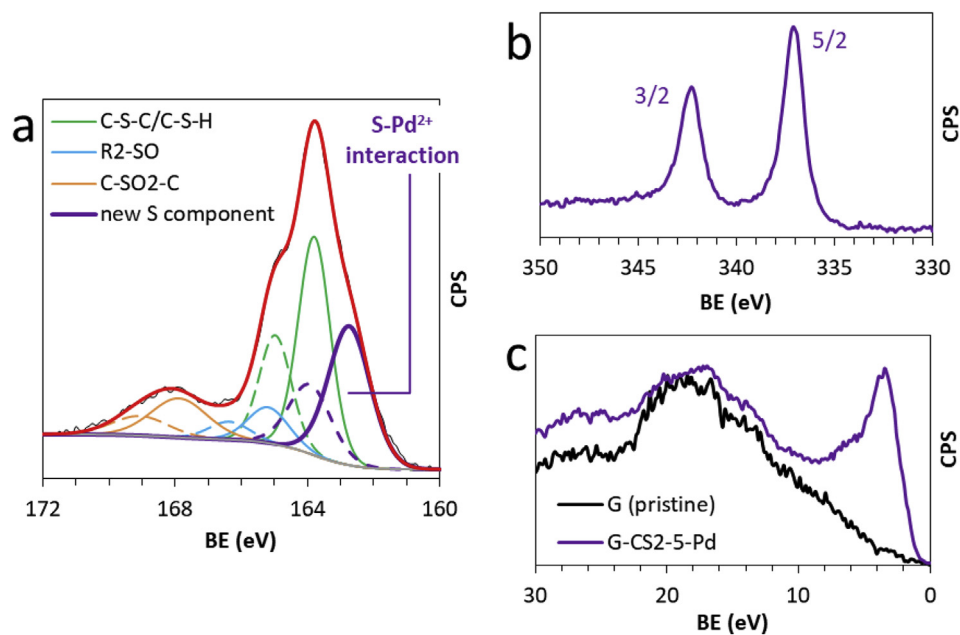 a
C-S-C/C-S-H
R2-SO
C-SO2-C
new S component
S-Pd²⁺
interaction
CPS
172
168
164
160
BE (eV)
b
3/2
5/2
CPS
350
345
340
335
330
BE (eV)
c
G (pristine)
G-CS2-5-Pd
CPS
30
20
10
0
BE (eV)